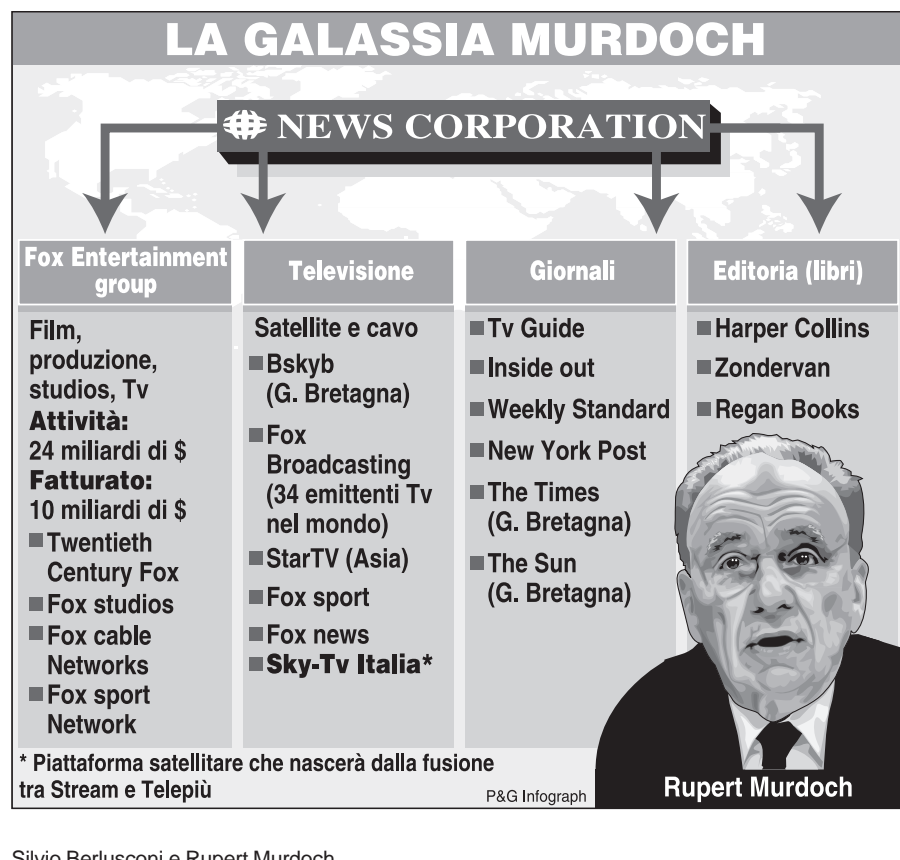 LA GALASSIA MURDOCH
NEWS CORPORATION
Fox Entertainment
group
Film,
produzione,
studios, Tv
Attività:
24 miliardi di $
Fatturato:
10 miliardi di $
Twentieth
Century Fox
Fox studios
Fox cable
Networks
Fox sport
Network
Televisione
Satellite e cavo
Bskyb
(G. Bretagna)
Fox
Broadcasting
(34 emittenti Tv
nel mondo)
StarTV (Asia)
Fox sport
Fox news
Sky-Tv Italia*
Giornali
Tv Guide
Inside out
Weekly Standard
New York Post
The Times
(G. Bretagna)
The Sun
(G. Bretagna)
Editoria (libri)
Harper Collins
Zondervan
Regan Books
* Piattaforma satellitare che nascerà dalla fusione
tra Stream e Telepiù
P&G Infograph
Rupert Murdoch
Silvio Berlusconi e Rupert Murdoch